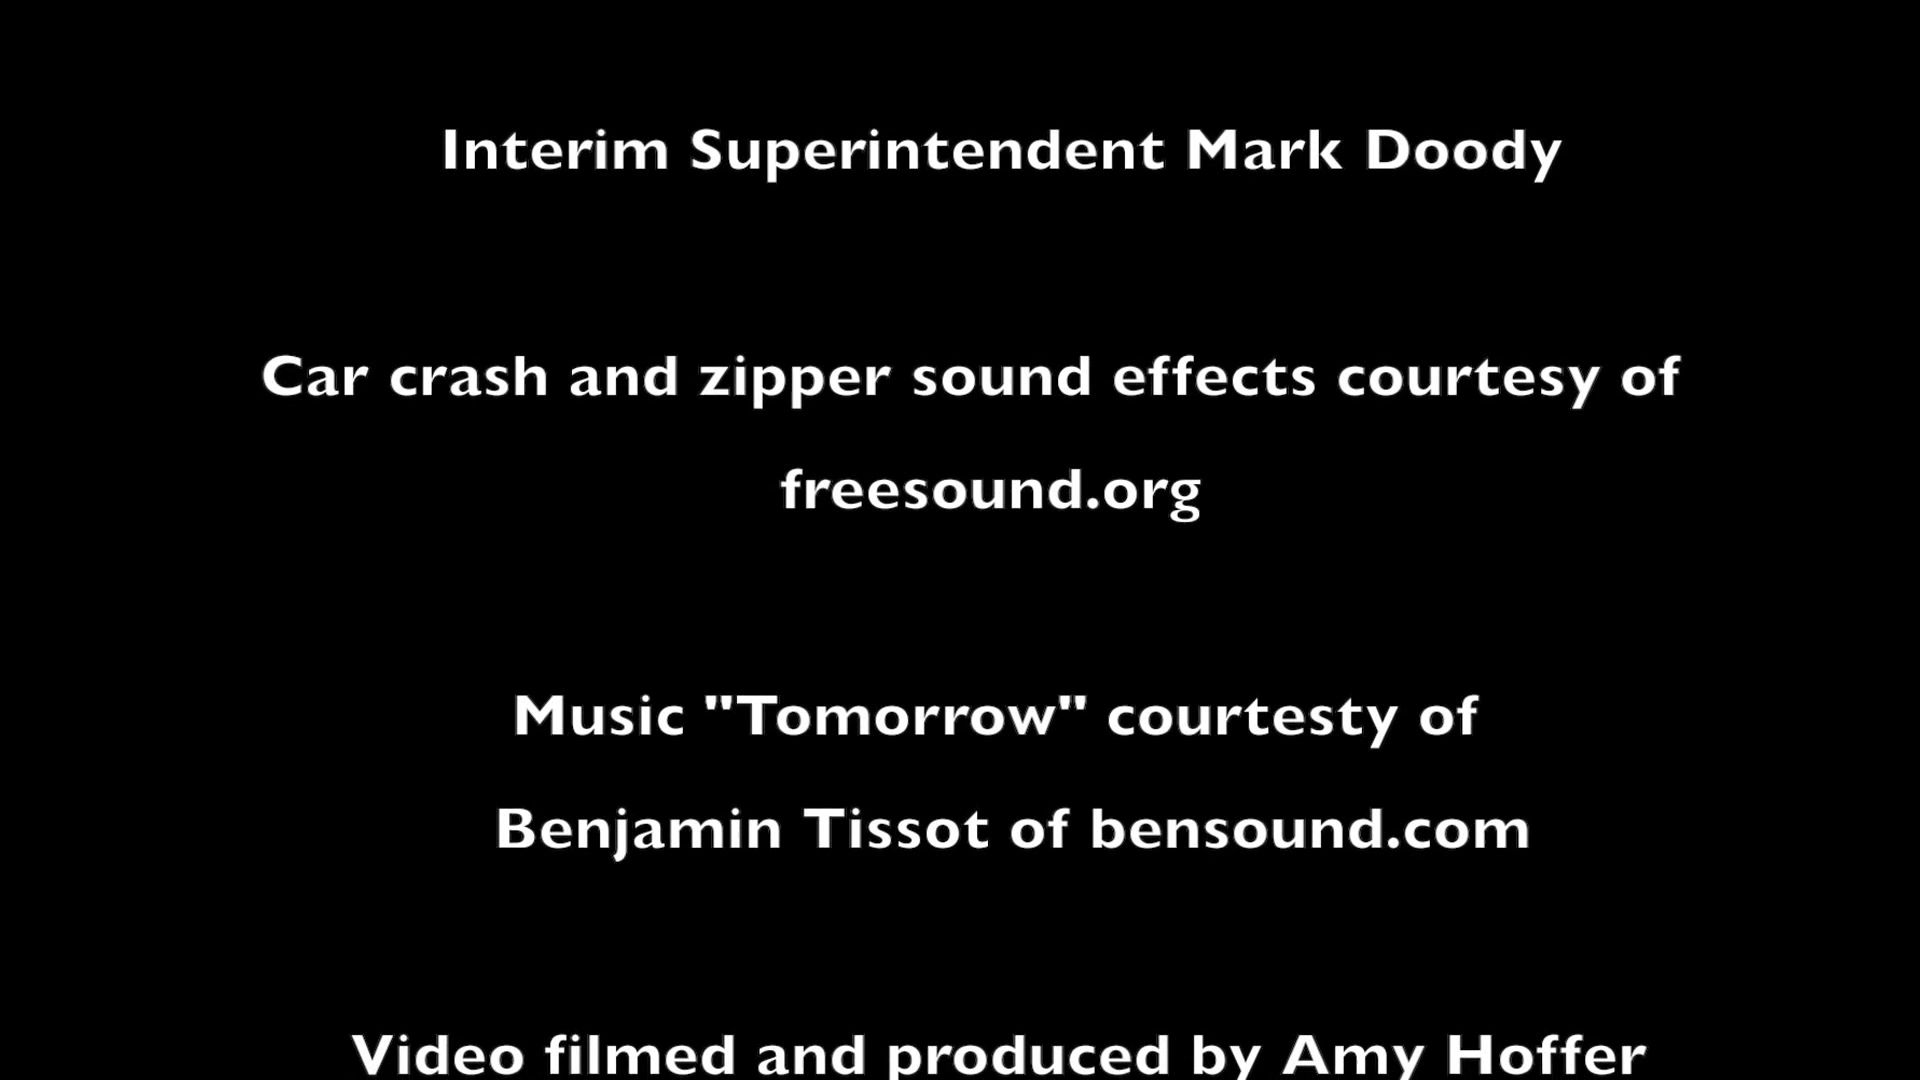 Interim Superintendent Mark Doody
Car crash and zipper sound effects courtesy of
freesound.org
Music "Tomorrow" courtesty of
Benjamin Tissot of bensound.com
Video filmed and produced by Amy Hoffer